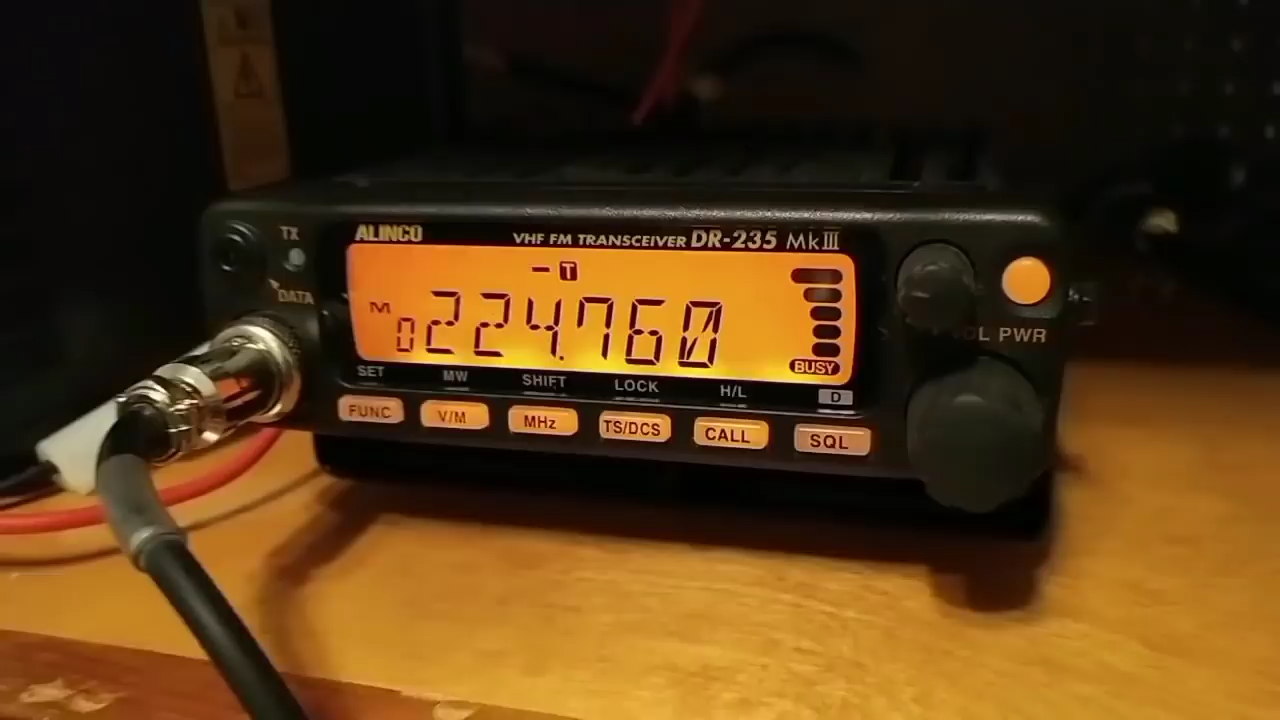 TX
ALINCO
VHF FM TRANSCEIVER DR-235 MkIII
DATA
- T
M
0 224.760
BUSY
PWR
SET MW SHIFT LOCK H/L D
FUNC V/M MHz TS/DCS CALL SQL